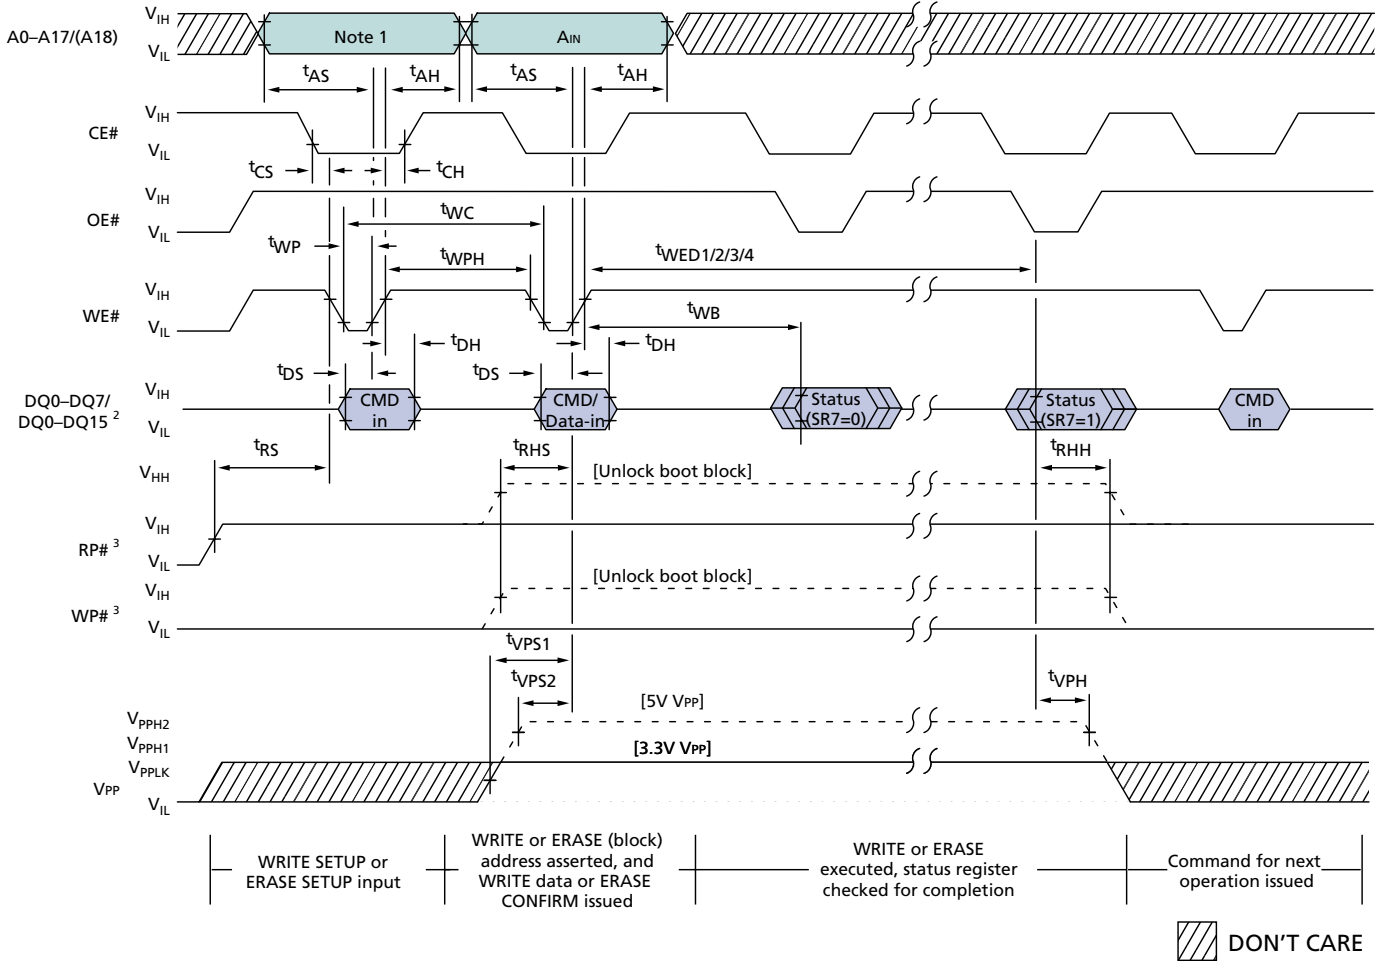 VIH
A0–A17/(A18)
VIL
Note 1
AIN
tAS
tAH
tAS
tAH
VIH
CE#
VIL
tCS
tCH
VIH
OE#
VIL
tWC
tWP
tWPH
tWED1/2/3/4
VIH
WE#
VIL
tWB
tDH
tDH
tDS
tDS
VIH
DQ0–DQ7/
DQ0–DQ15 2
VIL
CMD
in
CMD/
Data-in
Status
(SR7=0)
Status
(SR7=1)
CMD
in
tRS
tRHS
[Unlock boot block]
tRHH
VHH
VIH
RP# 3
VIL
[Unlock boot block]
VIH
WP# 3
VIL
tVPS1
tVPS2
tVPH
[5V VPP]
VPPH2
VPPH1
[3.3V VPP]
VPPLK
VPP
VIL
WRITE SETUP or
ERASE SETUP input
WRITE or ERASE (block)
address asserted, and
WRITE data or ERASE
CONFIRM issued
WRITE or ERASE
executed, status register
checked for completion
Command for next
operation issued
DON'T CARE